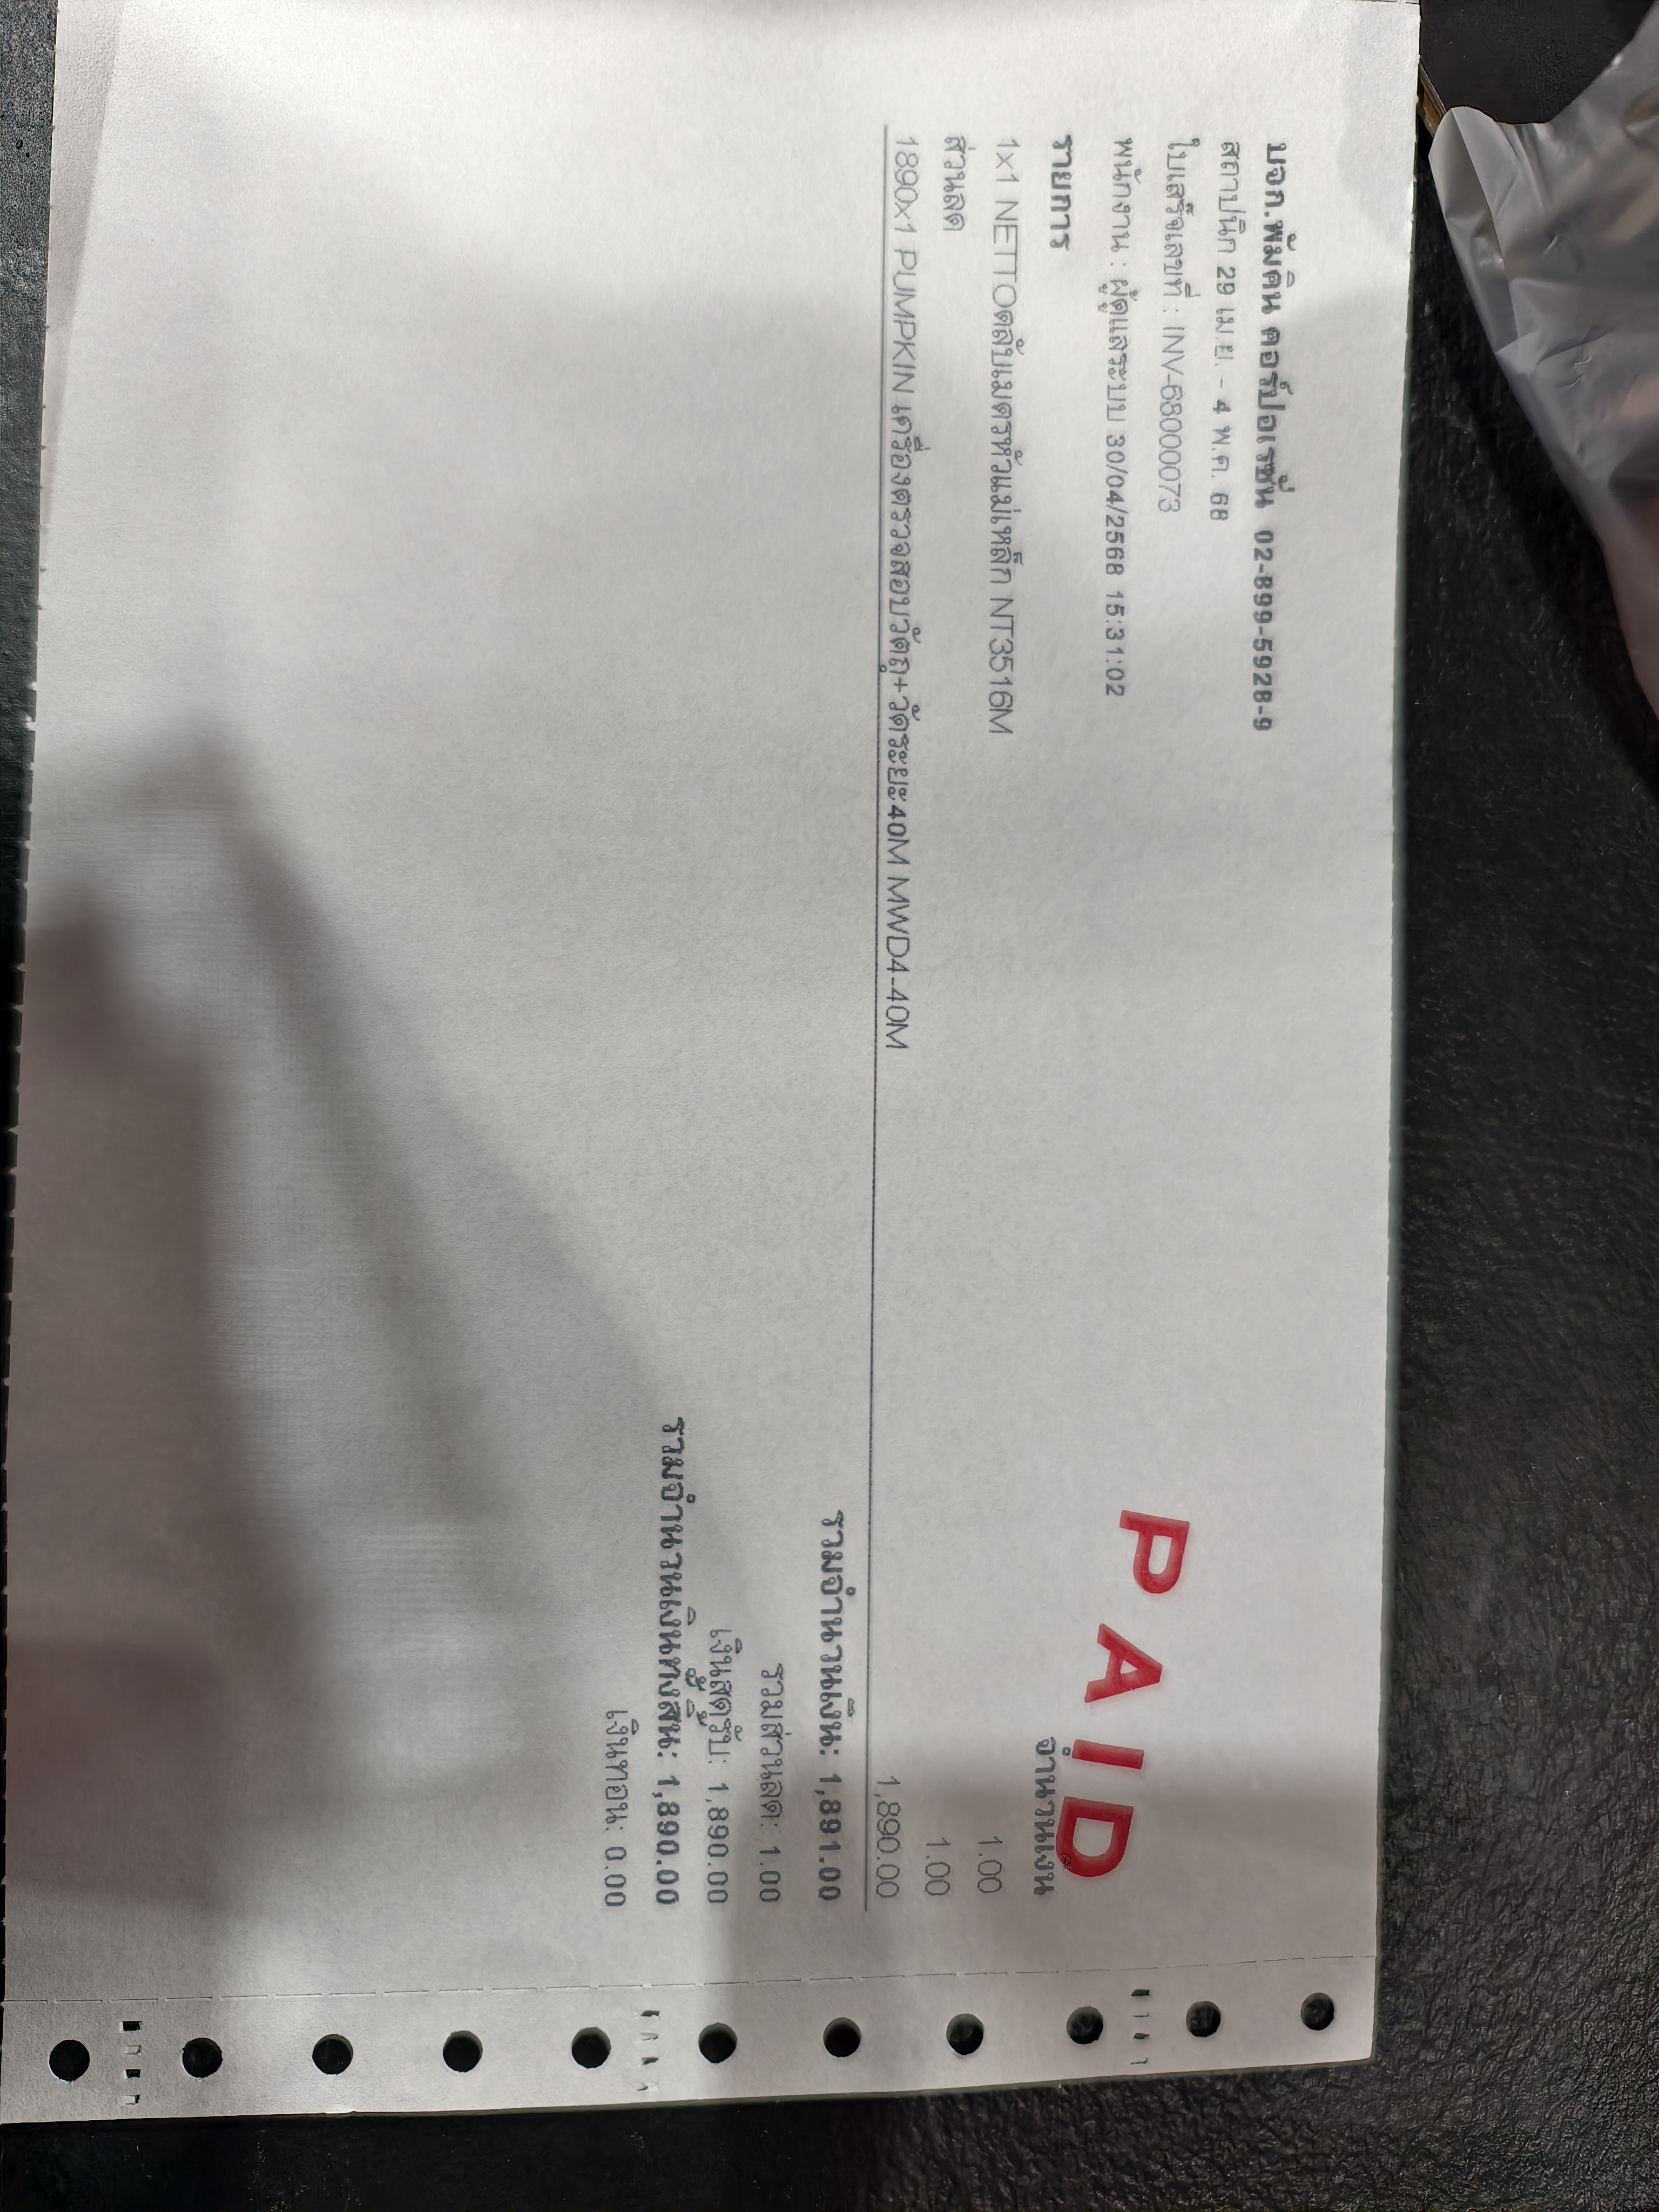 บจก.พัมคิน คอร์ปอเรชั่น 02-899-5928-9
สถาปนิก 29 เม.ย. - 4 พ.ค. 68
ใบเสร็จเลขที่ : INV-68000073
พนักงาน : ผู้ดูแลระบบ 30/04/2568 15:31:02
PAID
รายการ จำนวนเงิน
1x1 NETTOตลับเมตรหัวแม่เหล็ก NT3516M 1.00
ส่วนลด 1.00
1890x1 PUMPKIN เครื่องตรวจสอบวัตถุ+วัดระยะ40M MWD4-40M 1,890.00
รวมจำนวนเงิน: 1,891.00
รวมส่วนลด: 1.00
เงินสดรับ: 1,890.00
รวมจำนวนเงินทั้งสิ้น: 1,890.00
เงินทอน: 0.00